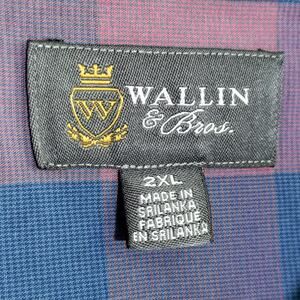 W
WALLIN
& Bros.
2XL
MADE IN
SRILANKA
FABRIQUE
EN SRILANKA